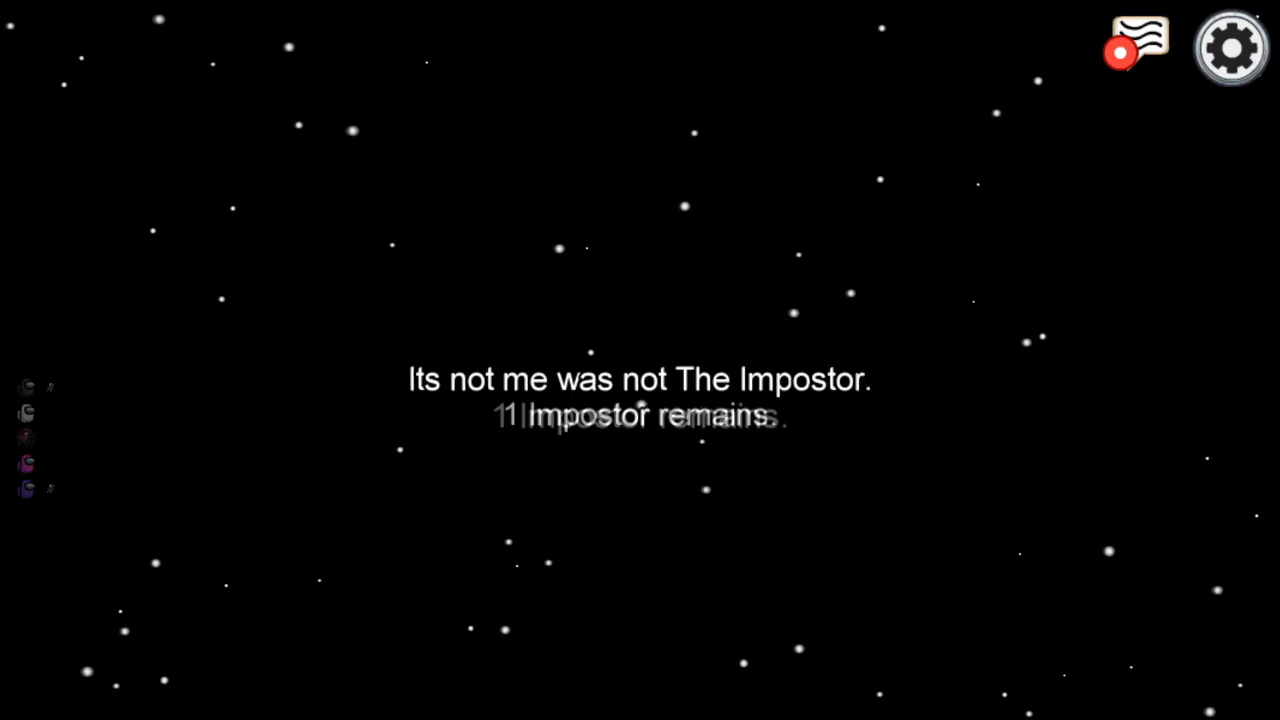 Its not me was not The Impostor.
1 Impostor remains.